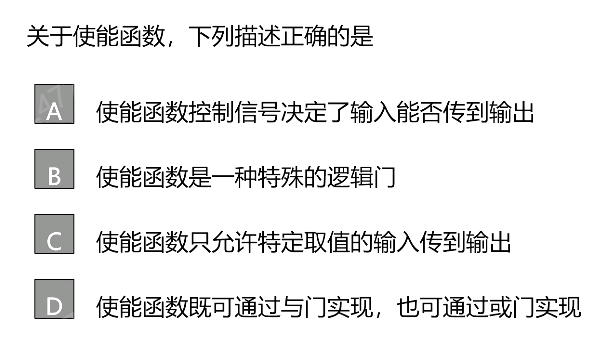 关于使能函数，下列描述正确的是
A 使能函数控制信号决定了输入能否传到输出
B 使能函数是一种特殊的逻辑门
C 使能函数只允许特定取值的输入传到输出
D 使能函数既可通过与门实现，也可通过或门实现